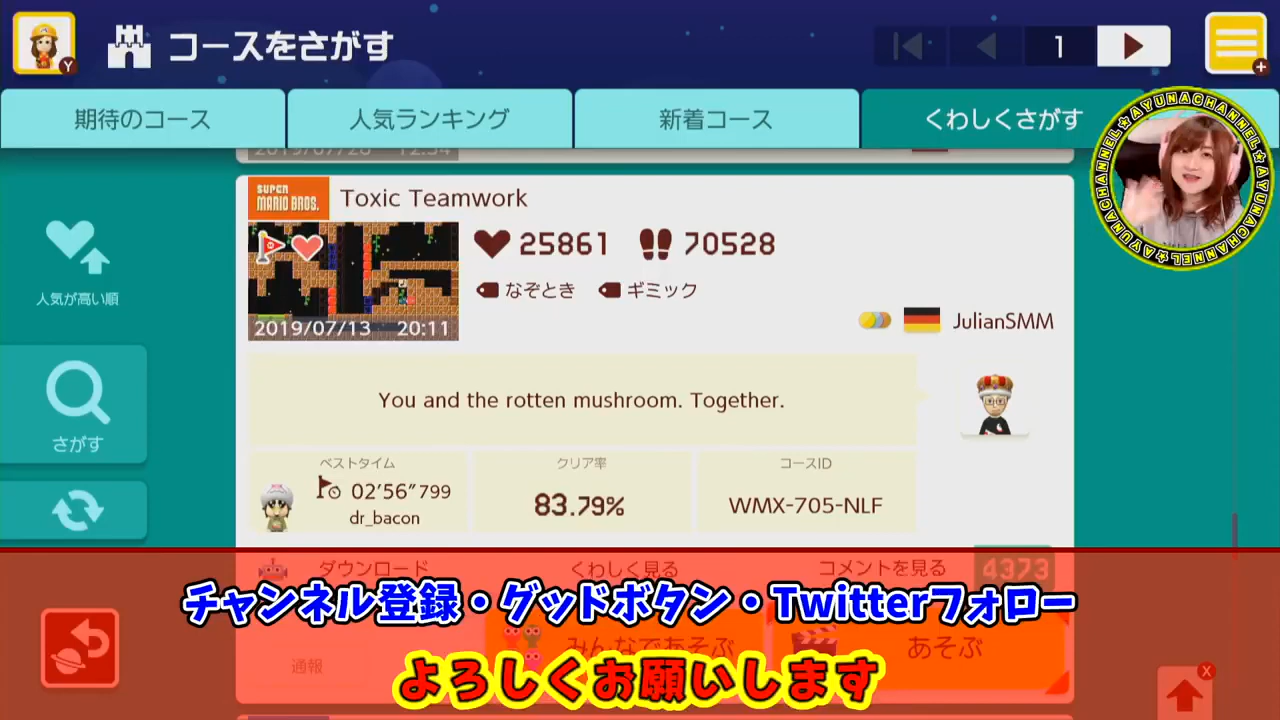 コースをさがす
1
期待のコース
人気ランキング
新着コース
くわしくさがす
AYUNACHANNEL★AYUNACHANNEL★AYUNACHANNEL★
SUPER
MARIO BROS.
Toxic Teamwork
25861
70528
なぞとき
ギミック
2019/07/13 20:11
JulianSMM
人気が高い順
You and the rotten mushroom. Together.
さがす
ベストタイム
02'56"799
dr_bacon
クリア率
83.79%
コースID
WMX-705-NLF
ダウンロード
くわしく見る
コメントを見る
4373
チャンネル登録・グッドボタン・Twitterフォロー
みんなであそぶ
あそぶ
通報
よろしくお願いします
Y
+
X